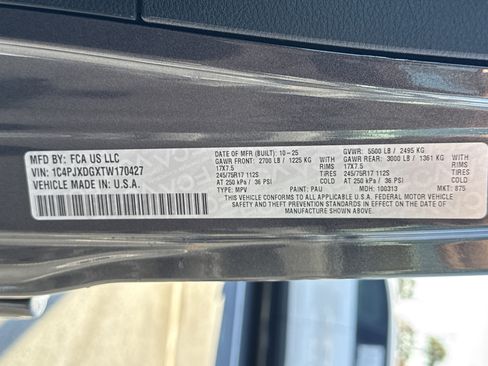 MFD BY: FCA US LLC
VIN: 1C4PJXDGXTW170427
VEHICLE MADE IN: U.S.A.
DATE OF MFR (BUILT): 10-25
GVWR: 5500 LB / 2495 KG
GAWR FRONT: 2700 LB / 1225 KG WITH
GAWR REAR: 3000 LB / 1361 KG WITH
17X7.5 RIMS
17X7.5 RIMS
245/75R17 112S TIRES
245/75R17 112S TIRES
AT 250 kPa / 36 PSI COLD
AT 250 kPa / 36 PSI COLD
TYPE: MPV PAINT: PAU MDH: 100313 MKT: 875
THIS VEHICLE CONFORMS TO ALL APPLICABLE U.S.A. FEDERAL MOTOR VEHICLE
SAFETY AND THEFT PREVENTION STANDARDS IN EFFECT ON THE DATE OF MANUFACTURE
SHOWN ABOVE.